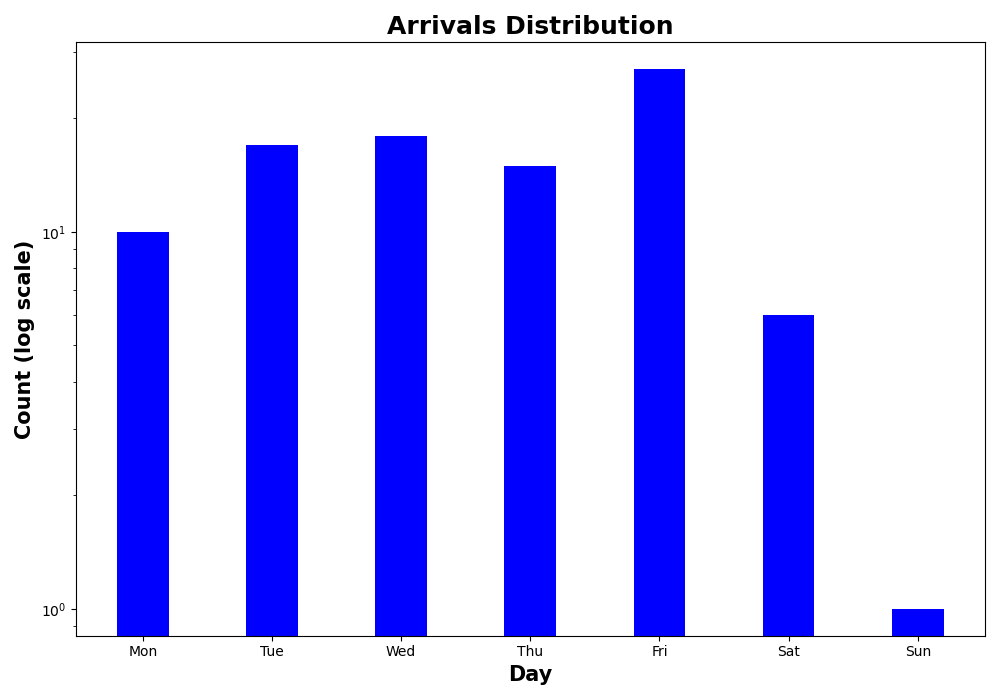 Arrivals Distribution
Count (log scale)
10¹
10⁰
Mon Tue Wed Thu Fri Sat Sun
Day